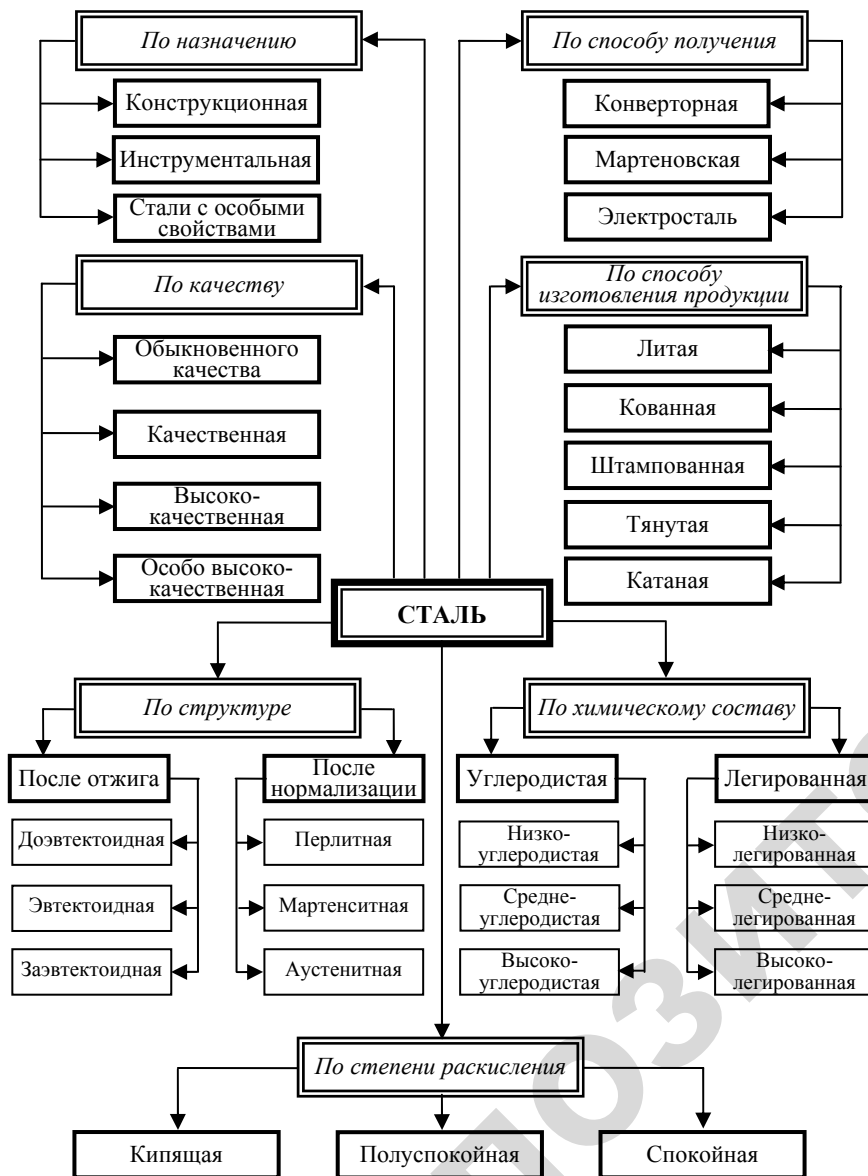 По назначению
Конструкционная
Инструментальная
Стали с особыми
свойствами
По способу получения
Конверторная
Мартеновская
Электросталь
По качеству
Обыкновенного
качества
Качественная
Высоко-
качественная
Особо высоко-
качественная
По способу
изготовления продукции
Литая
Кованная
Штампованная
Тянутая
Катаная
СТАЛЬ
По структуре
После отжига
Доэвтектоидная
Эвтектоидная
Заэвтектоидная
После
нормализации
Перлитная
Мартенситная
Аустенитная
По химическому составу
Углеродистая
Низко-
углеродистая
Средне-
углеродистая
Высоко-
углеродистая
Легированная
Низко-
легированная
Средне-
легированная
Высоко-
легированная
По степени раскисления
Кипящая
Полуспокойная
Спокойная